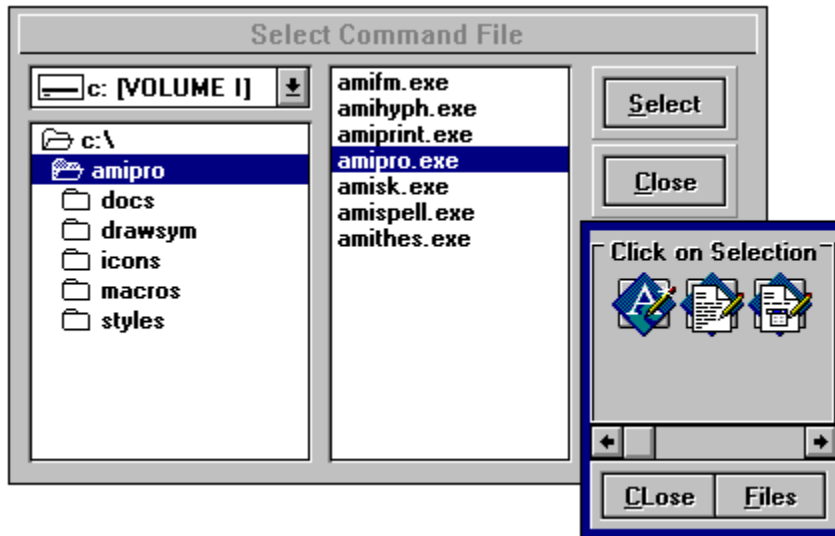 Select Command File
c: [VOLUME I]
c:\
amipro
docs
drawsym
icons
macros
styles
amifm.exe
amihyph.exe
amiprint.exe
amipro.exe
amisk.exe
amispell.exe
amithes.exe
Select
Close
Click on Selection
A
CLose
Files